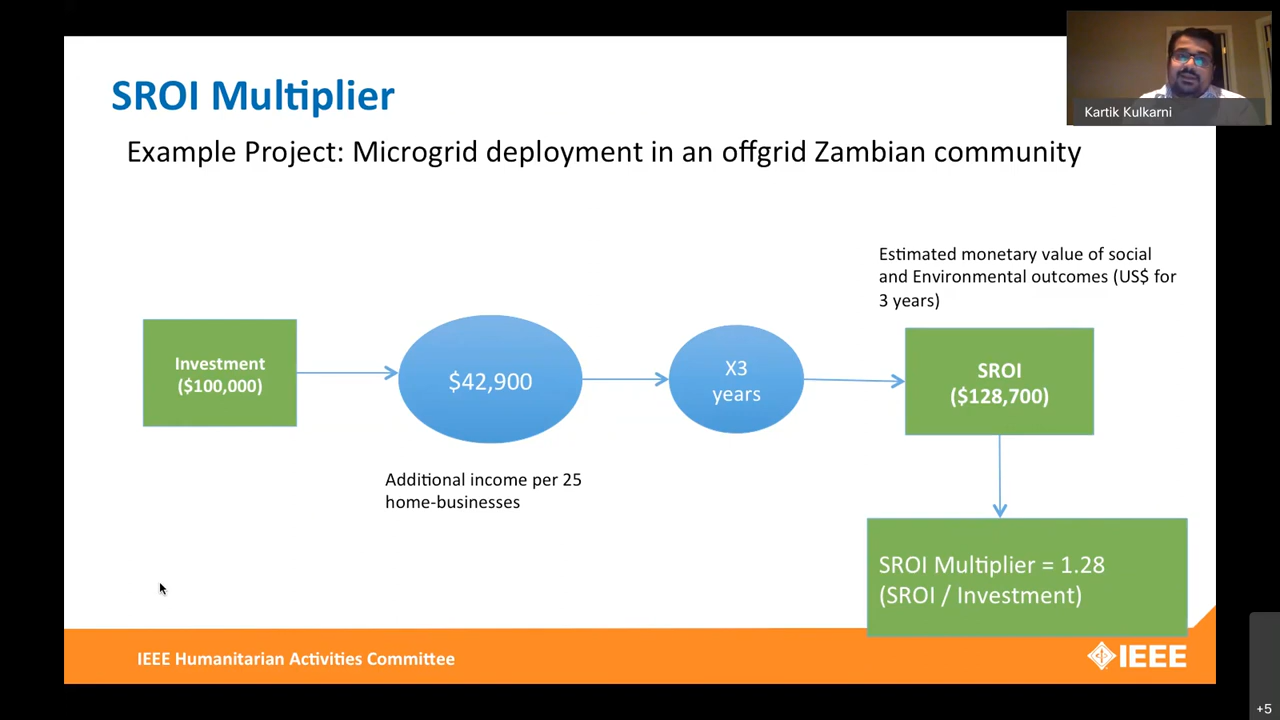 SROI Multiplier
Kartik Kulkarni
Example Project: Microgrid deployment in an offgrid Zambian community
Estimated monetary value of social
and Environmental outcomes (US$ for
3 years)
Investment
($100,000)
$42,900
X3
years
SROI
($128,700)
Additional income per 25
home-businesses
SROI Multiplier = 1.28
(SROI / Investment)
IEEE Humanitarian Activities Committee
IEEE
+5